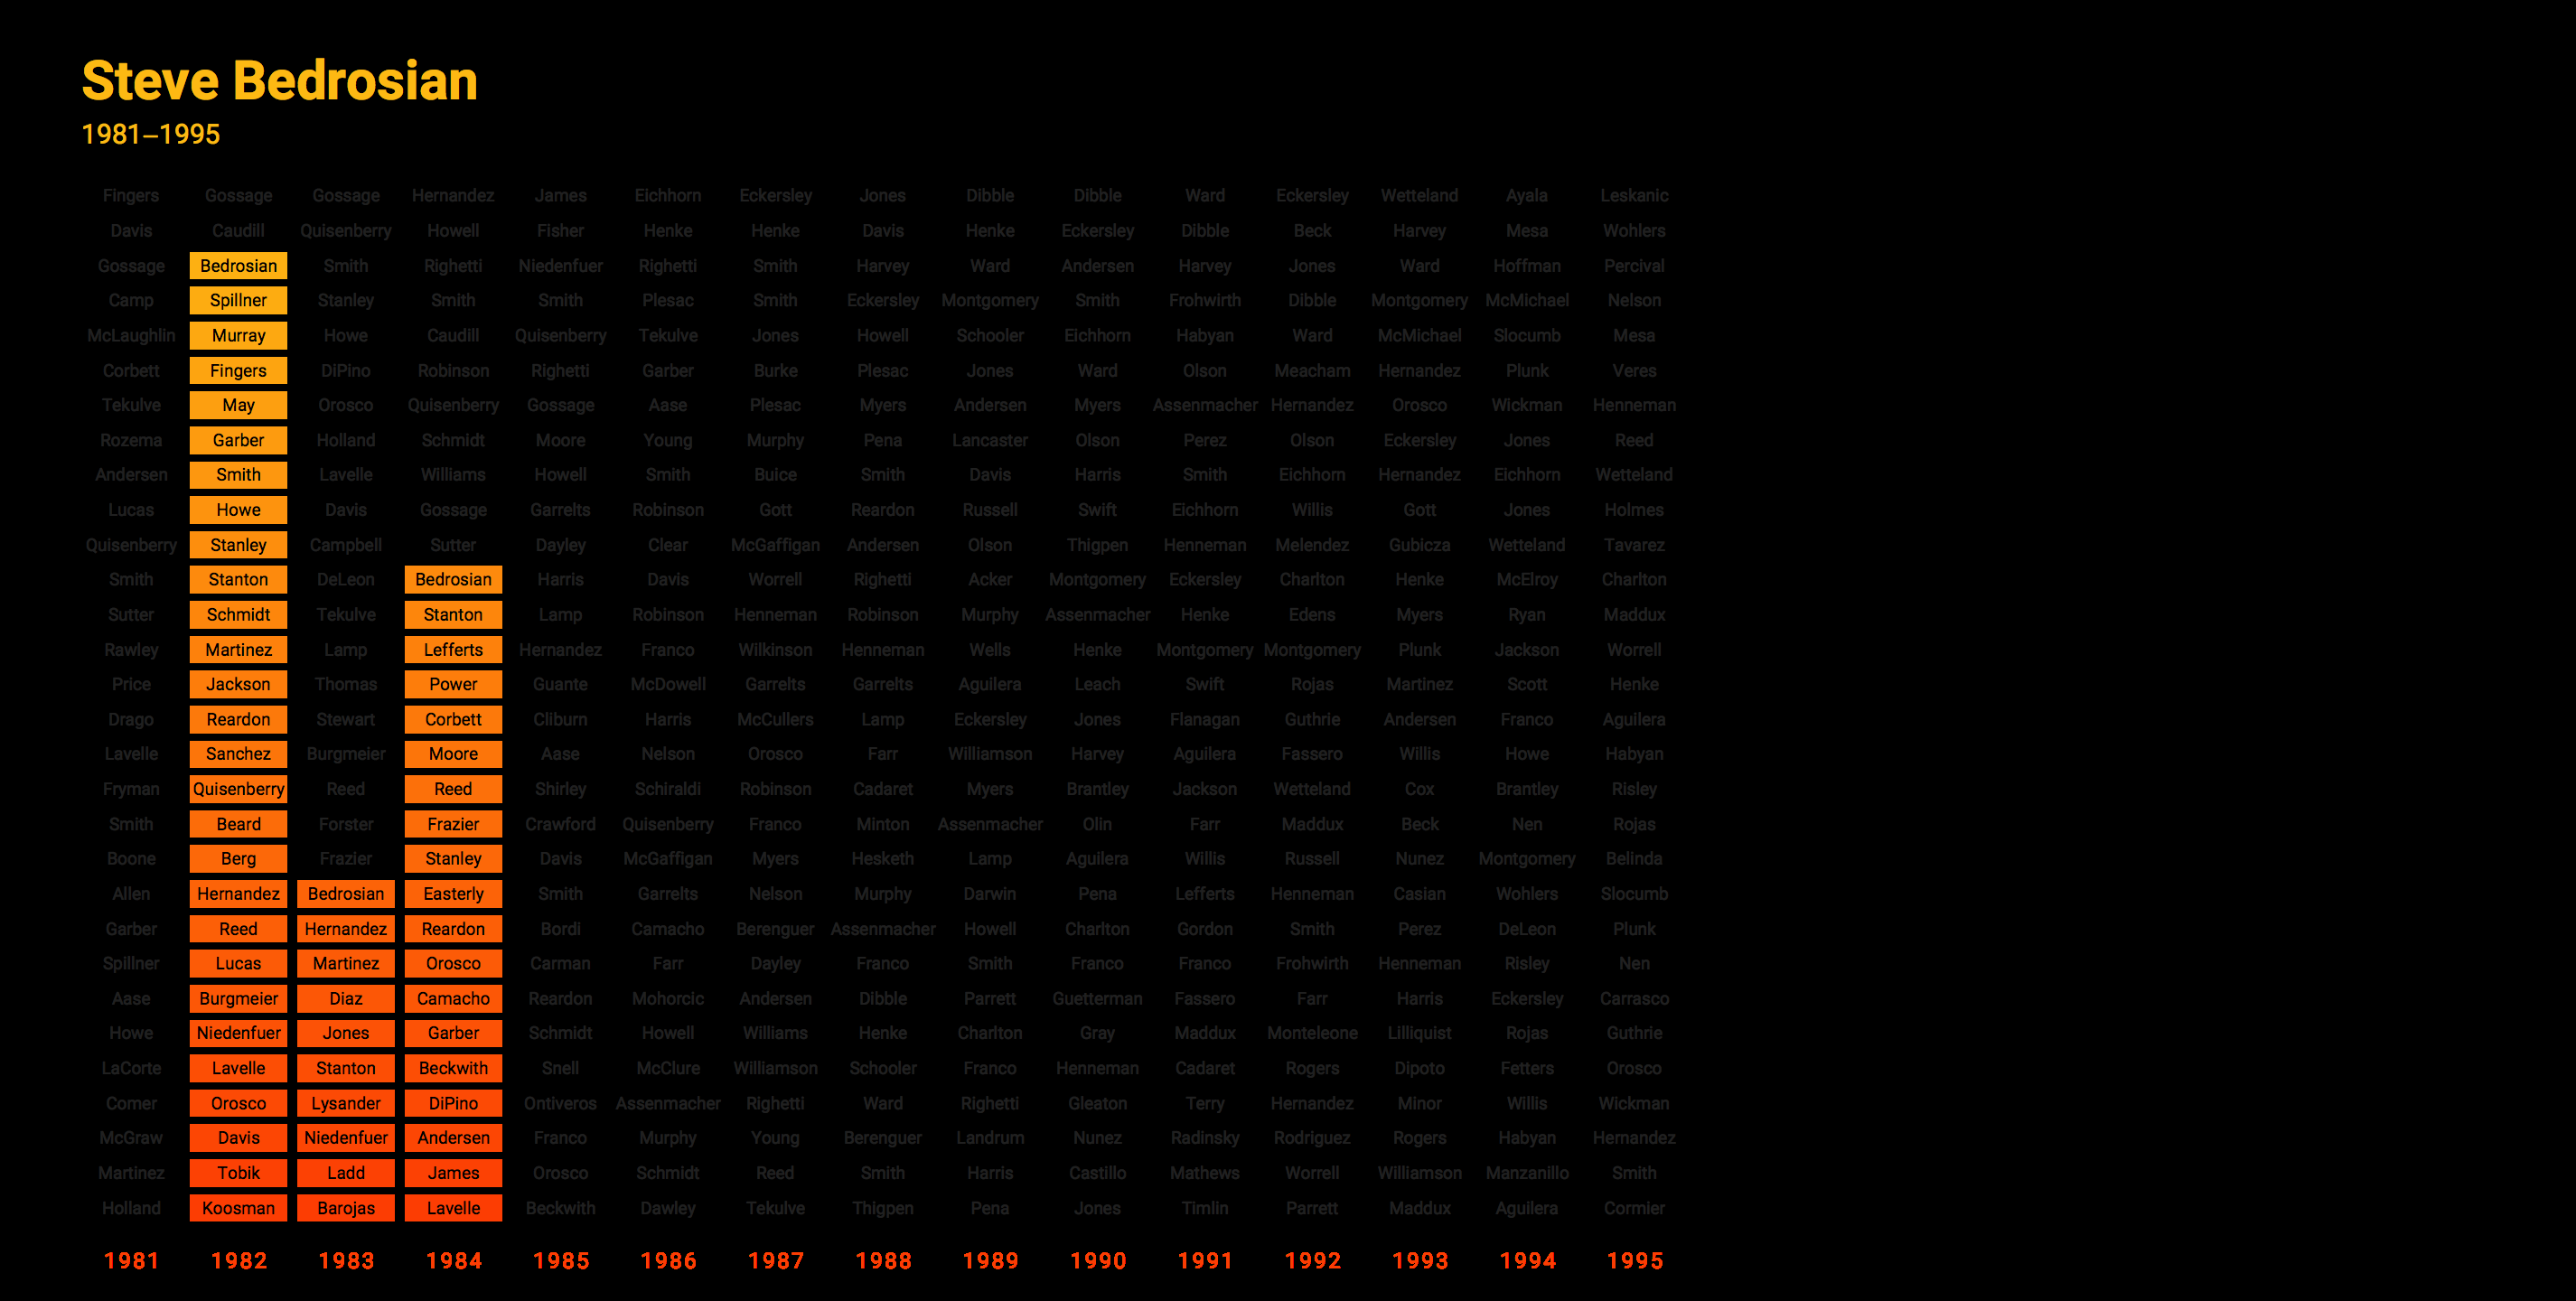 Steve Bedrosian
1981–1995
Fingers Gossage Gossage Hernandez James Eichhorn Eckersley Jones Dibble Dibble Ward Eckersley Wetteland Ayala Leskanic
Davis Caudill Quisenberry Howell Fisher Henke Henke Davis Henke Eckersley Dibble Beck Harvey Mesa Wohlers
Gossage Bedrosian Smith Righetti Niedenfuer Righetti Smith Harvey Ward Andersen Harvey Jones Ward Hoffman Percival
Camp Spillner Stanley Smith Smith Plesac Smith Eckersley Montgomery Smith Frohwirth Dibble Montgomery McMichael Nelson
McLaughlin Murray Howe Caudill Quisenberry Tekulve Jones Howell Schooler Eichhorn Habyan Ward McMichael Slocumb Mesa
Corbett Fingers DiPino Robinson Righetti Garber Burke Plesac Jones Ward Olson Meacham Hernandez Plunk Veres
Tekulve May Orosco Quisenberry Gossage Aase Plesac Myers Andersen Myers Assenmacher Hernandez Orosco Wickman Henneman
Rozema Garber Holland Schmidt Moore Young Murphy Pena Lancaster Olson Perez Olson Eckersley Jones Reed
Andersen Smith Lavelle Williams Howell Smith Buice Smith Davis Harris Smith Eichhorn Hernandez Eichhorn Wetteland
Lucas Howe Davis Gossage Garrelts Robinson Gott Reardon Russell Swift Eichhorn Willis Gott Jones Holmes
Quisenberry Stanley Campbell Sutter Dayley Clear McGaffigan Andersen Olson Thigpen Henneman Melendez Gubicza Wetteland Tavarez
Smith Stanton DeLeon Bedrosian Harris Davis Worrell Righetti Acker Montgomery Eckersley Charlton Henke McElroy Charlton
Sutter Schmidt Tekulve Stanton Lamp Robinson Henneman Robinson Murphy Assenmacher Henke Edens Myers Ryan Maddux
Rawley Martinez Lamp Lefferts Hernandez Franco Wilkinson Henneman Wells Henke Montgomery Montgomery Plunk Jackson Worrell
Price Jackson Thomas Power Guante McDowell Garrelts Garrelts Aguilera Leach Swift Rojas Martinez Scott Henke
Drago Reardon Stewart Corbett Cliburn Harris McCullers Lamp Eckersley Jones Flanagan Guthrie Andersen Franco Aguilera
Lavelle Sanchez Burgmeier Moore Aase Nelson Orosco Farr Williamson Harvey Aguilera Fassero Willis Howe Habyan
Fryman Quisenberry Reed Reed Shirley Schiraldi Robinson Cadaret Myers Brantley Jackson Wetteland Cox Brantley Risley
Smith Beard Forster Frazier Crawford Quisenberry Franco Minton Assenmacher Olin Farr Maddux Beck Nen Rojas
Boone Berg Frazier Stanley Davis McGaffigan Myers Hesketh Lamp Aguilera Willis Russell Nunez Montgomery Belinda
Allen Hernandez Bedrosian Easterly Smith Garrelts Nelson Murphy Darwin Pena Lefferts Henneman Casian Wohlers Slocumb
Garber Reed Hernandez Reardon Bordi Camacho Berenguer Assenmacher Howell Charlton Gordon Smith Perez DeLeon Plunk
Spillner Lucas Martinez Orosco Carman Farr Dayley Franco Smith Franco Franco Frohwirth Henneman Risley Nen
Aase Burgmeier Diaz Camacho Reardon Mohorcic Andersen Dibble Parrett Guetterman Fassero Farr Harris Eckersley Carrasco
Howe Niedenfuer Jones Garber Schmidt Howell Williams Henke Charlton Gray Maddux Monteleone Lilliquist Rojas Guthrie
LaCorte Lavelle Stanton Beckwith Snell McClure Williamson Schooler Franco Henneman Cadaret Rogers Dipoto Fetters Orosco
Comer Orosco Lysander DiPino Ontiveros Assenmacher Righetti Ward Righetti Gleaton Terry Hernandez Minor Willis Wickman
McGraw Davis Niedenfuer Andersen Franco Murphy Young Berenguer Landrum Nunez Radinsky Rodriguez Rogers Habyan Hernandez
Martinez Tobik Ladd James Orosco Schmidt Reed Smith Harris Castillo Mathews Worrell Williamson Manzanillo Smith
Holland Koosman Barojas Lavelle Beckwith Dawley Tekulve Thigpen Pena Jones Timlin Parrett Maddux Aguilera Cormier
1981 1982 1983 1984 1985 1986 1987 1988 1989 1990 1991 1992 1993 1994 1995